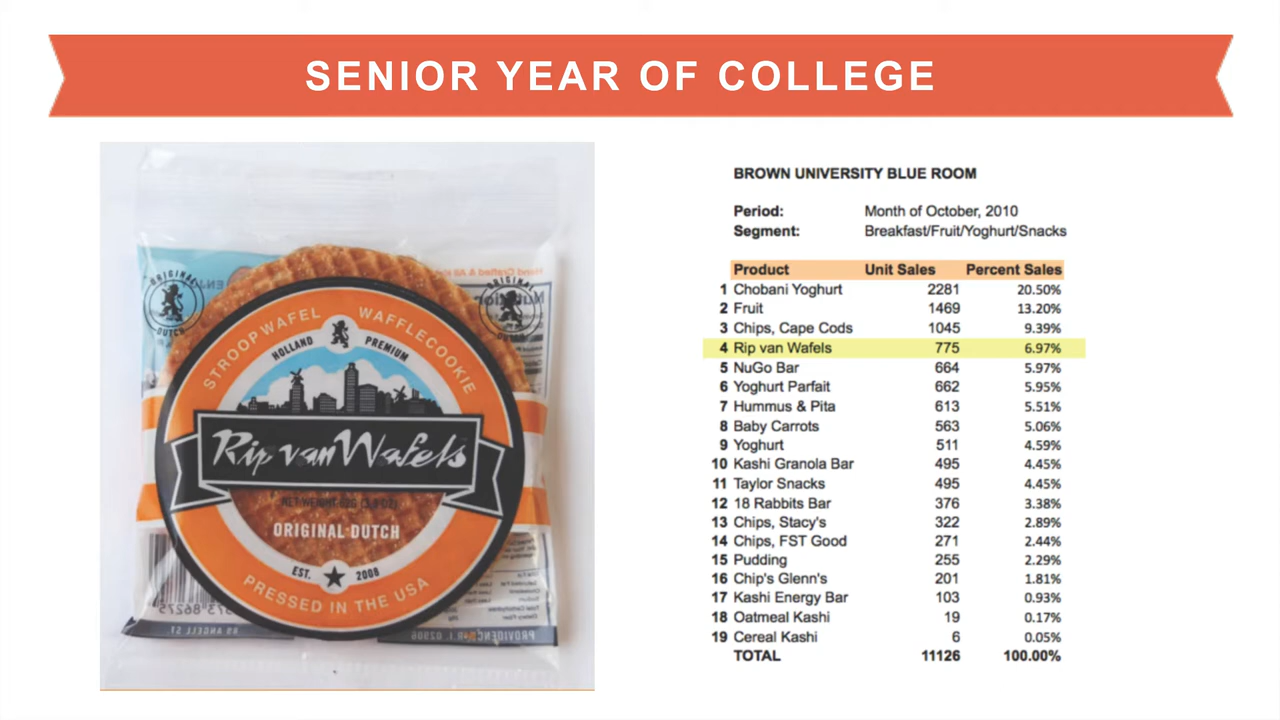 SENIOR YEAR OF COLLEGE
ORIGINAL
DUTCH
ORIGINAL
DUTCH
STROOPWAFEL WAFFLECOOKIE
HOLLAND PREMIUM
Rip van Wafels
NET WEIGHT
ORIGINAL DUTCH
EST. 2008
PRESSED IN THE USA
BROWN UNIVERSITY BLUE ROOM
Period: Month of October, 2010
Segment: Breakfast/Fruit/Yoghurt/Snacks
Product Unit Sales Percent Sales
1 Chobani Yoghurt 2281 20.50%
2 Fruit 1469 13.20%
3 Chips, Cape Cods 1045 9.39%
4 Rip van Wafels 775 6.97%
5 NuGo Bar 664 5.97%
6 Yoghurt Parfait 662 5.95%
7 Hummus & Pita 613 5.51%
8 Baby Carrots 563 5.06%
9 Yoghurt 511 4.59%
10 Kashi Granola Bar 495 4.45%
11 Taylor Snacks 495 4.45%
12 18 Rabbits Bar 376 3.38%
13 Chips, Stacy's 322 2.89%
14 Chips, FST Good 271 2.44%
15 Pudding 255 2.29%
16 Chip's Glenn's 201 1.81%
17 Kashi Energy Bar 103 0.93%
18 Oatmeal Kashi 19 0.17%
19 Cereal Kashi 6 0.05%
TOTAL 11126 100.00%